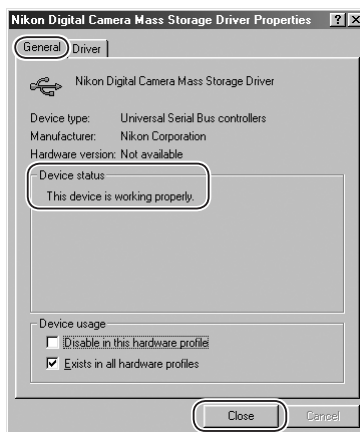 Nikon Digital Camera Mass Storage Driver Properties
General Driver
Nikon Digital Camera Mass Storage Driver
Device type: Universal Serial Bus controllers
Manufacturer: Nikon Corporation
Hardware version: Not available
Device status
This device is working properly.
Device usage
Disable in this hardware profile
Exists in all hardware profiles
Close Cancel